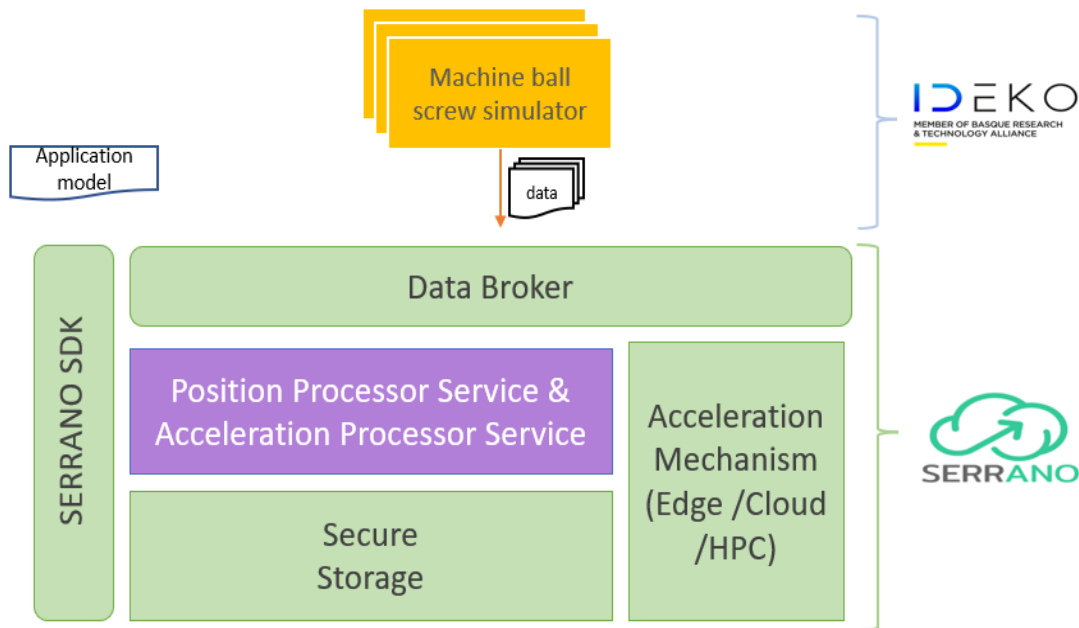 Machine ball
screw simulator
IDEKO
MEMBER OF BASQUE RESEARCH
& TECHNOLOGY ALLIANCE
Application
model
data
SERRANO SDK
Data Broker
Position Processor Service &
Acceleration Processor Service
Acceleration
Mechanism
(Edge /Cloud
/HPC)
SERRANO
Secure
Storage